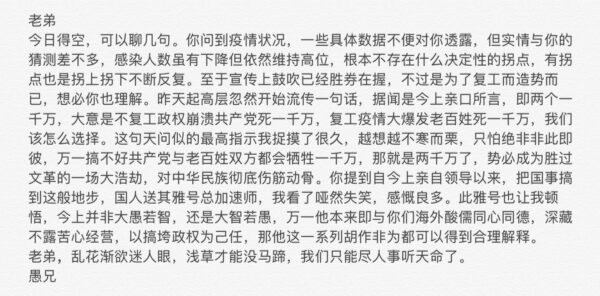 老弟
今日得空，可以聊几句。你问到疫情状况，一些具体数据不便对你透露，但实情与你的
猜测差不多，感染人数虽有下降但依然维持高位，根本不存在什么决定性的拐点，有拐
点也是拐上拐下不断反复。至于宣传上鼓吹已经胜券在握，不过是为了复工而造势而
已，想必你也理解。昨天起高层忽然开始流传一句话，据闻是今上亲口所言，即两个一
千万，大意是不复工政权崩溃共产党死一千万，复工疫情大爆发老百姓死一千万，我们
该怎么选择。这句天问似的最高指示我捉摸了很久，越想越不寒而栗，只怕绝非非此即
彼，万一搞不好共产党与老百姓双方都会牺牲一千万，那就是两千万了，势必成为胜过
文革的一场大浩劫，对中华民族彻底伤筋动骨。你提到自今上亲自领导以来，把国事搞
到这般地步，国人送其雅号总加速师，我看了哑然失笑，感慨良多。此雅号也让我顿
悟，今上并非大愚若智，还是大智若愚，万一他本来即与你们海外酸儒同心同德，深藏
不露苦心经营，以搞垮政权为己任，那他这一系列胡作非为都可以得到合理解释。
老弟，乱花渐欲迷人眼，浅草才能没马蹄，我们只能尽人事听天命了。
愚兄